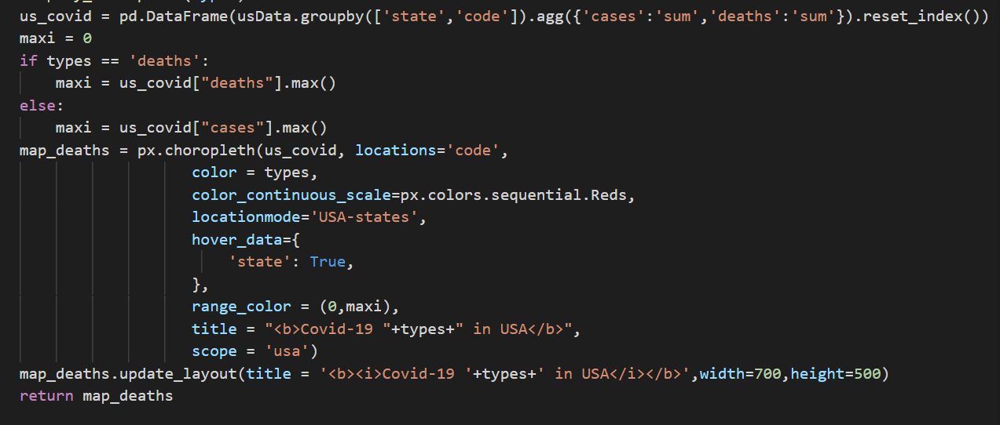 us_covid = pd.DataFrame(usData.groupby(['state','code']).agg({'cases':'sum','deaths':'sum'}).reset_index())
maxi = 0
if types == 'deaths':
    maxi = us_covid["deaths"].max()
else:
    maxi = us_covid["cases"].max()
map_deaths = px.choropleth(us_covid, locations='code',
                   color = types,
                   color_continuous_scale=px.colors.sequential.Reds,
                   locationmode='USA-states',
                   hover_data={
                       'state': True,
                   },
                   range_color = (0,maxi),
                   title = "<b>Covid-19 "+types+" in USA</b>",
                   scope = 'usa')
map_deaths.update_layout(title = '<b><i>Covid-19 '+types+' in USA</i></b>',width=700,height=500)
return map_deaths